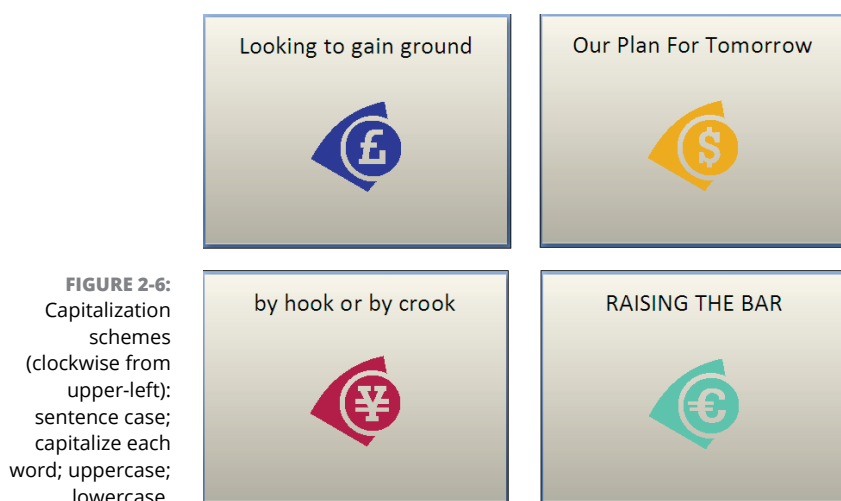 Looking to gain ground
£
Our Plan For Tomorrow
$
by hook or by crook
¥
RAISING THE BAR
€
FIGURE 2-6:
Capitalization
schemes
(clockwise from
upper-left):
sentence case;
capitalize each
word; uppercase;
lowercase.